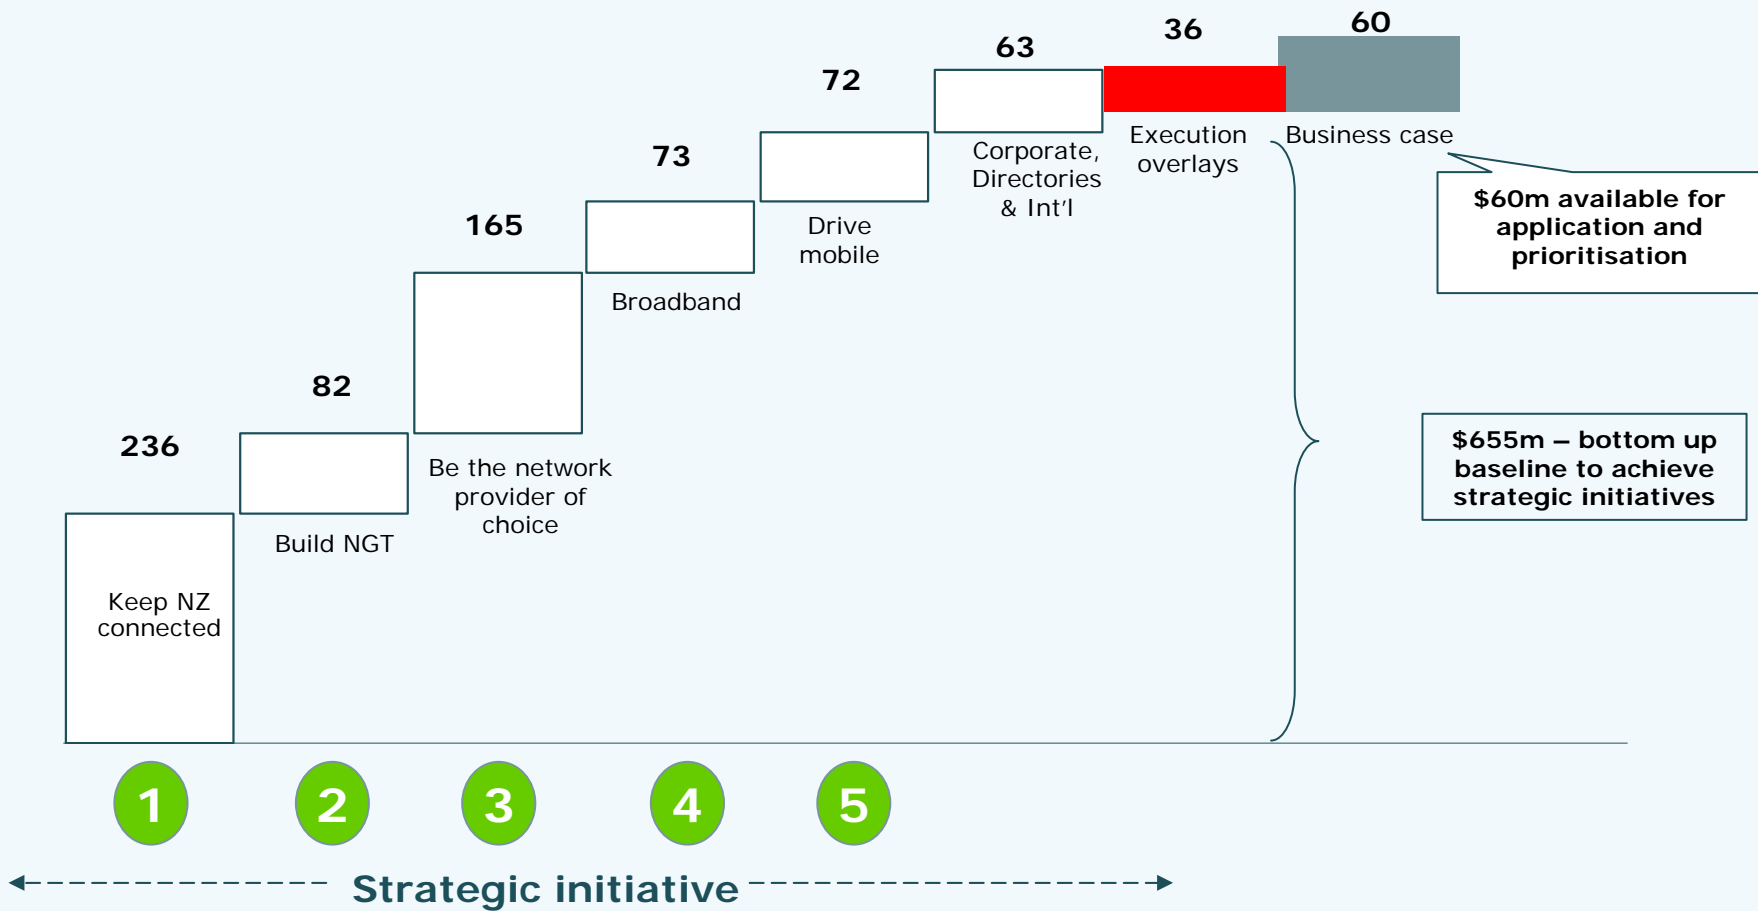 236
Keep NZ
connected
82
Build NGT
165
Be the network
provider of
choice
73
Broadband
72
Drive
mobile
63
Corporate,
Directories
& Int'l
36
Execution
overlays
60
Business case
$60m available for
application and
prioritisation
$655m – bottom up
baseline to achieve
strategic initiatives
1
2
3
4
5
Strategic initiative